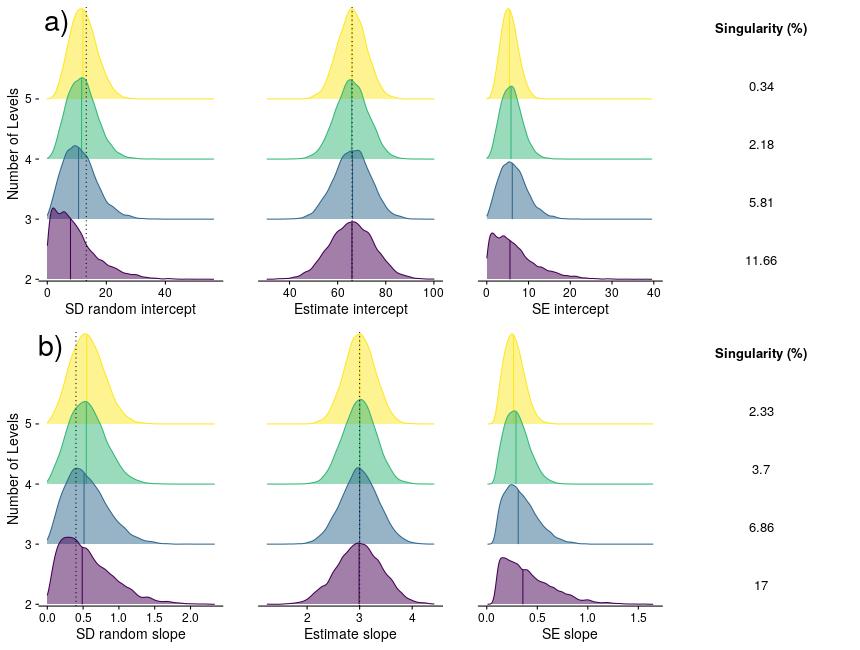 a)
Singularity (%)
Number of Levels
5
4
3
2
0.34
2.18
5.81
11.66
0 20 40
40 60 80 100
0 10 20 30 40
SD random intercept
Estimate intercept
SE intercept
b)
Singularity (%)
Number of Levels
5
4
3
2
2.33
3.7
6.86
17
0.0 0.5 1.0 1.5 2.0
2 3 4
0.0 0.5 1.0 1.5
SD random slope
Estimate slope
SE slope